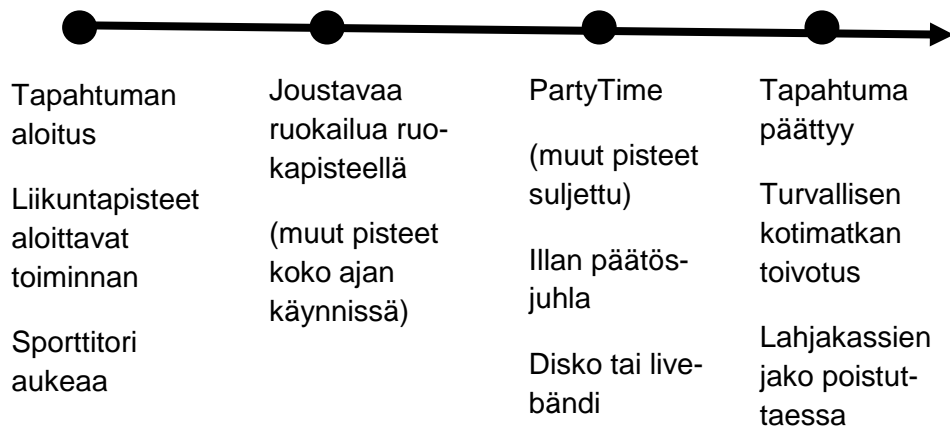 Tapahtuman
aloitus
Liikuntapisteet
aloittavat
toiminnan
Sporttitori
aukeaa
Joustavaa
ruokailua ruo-
kapisteellä
(muut pisteet
koko ajan
käynnissä)
PartyTime
(muut pisteet
suljettu)
Illan päätös-
juhla
Disko tai live-
bändi
Tapahtuma
päättyy
Turvallisen
kotimatkan
toivotus
Lahjakassien
jako poistut-
taessa